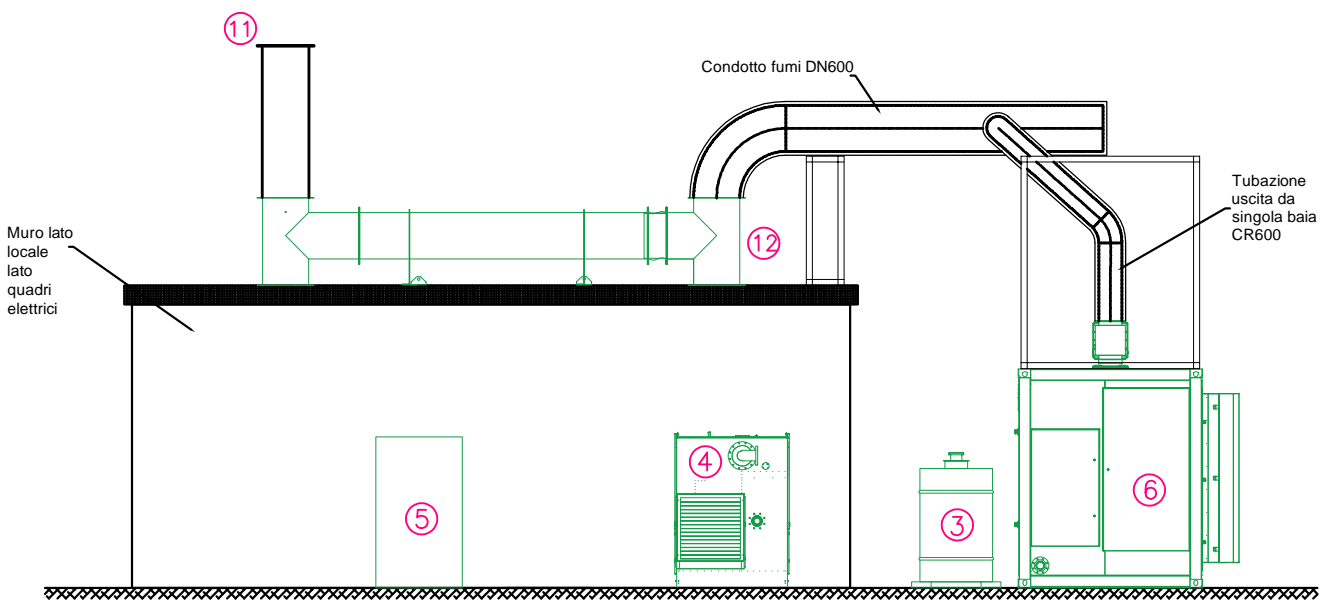 11
Condotto fumi DN600
Tubazione
uscita da
singola baia
CR600
Muro lato
locale
lato
quadri
elettrici
12
4
5
3
6